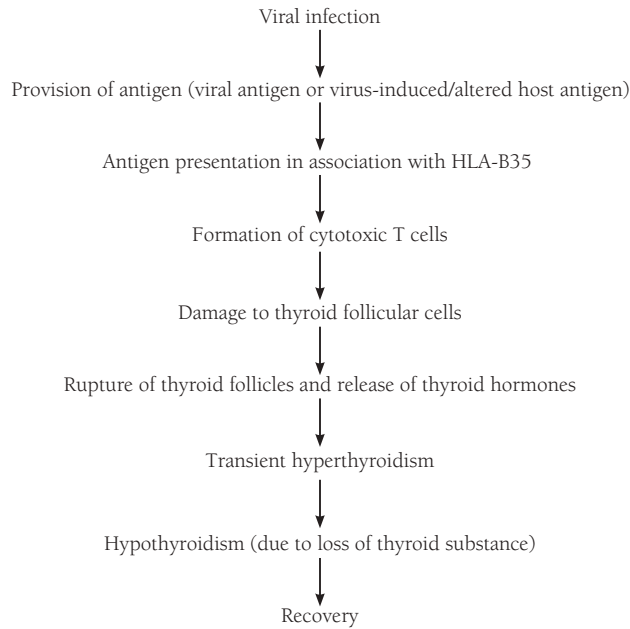 Viral infection
Provision of antigen (viral antigen or virus-induced/altered host antigen)
Antigen presentation in association with HLA-B35
Formation of cytotoxic T cells
Damage to thyroid follicular cells
Rupture of thyroid follicles and release of thyroid hormones
Transient hyperthyroidism
Hypothyroidism (due to loss of thyroid substance)
Recovery